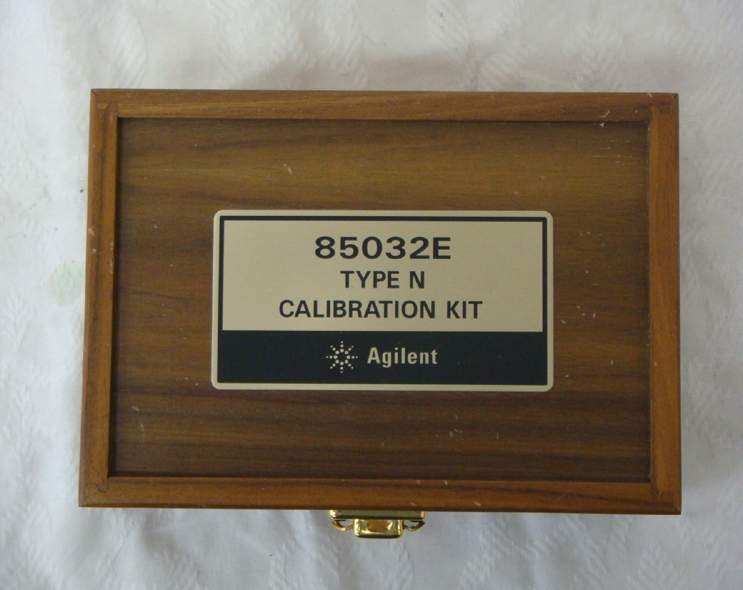 85032E
TYPE N
CALIBRATION KIT
Agilent